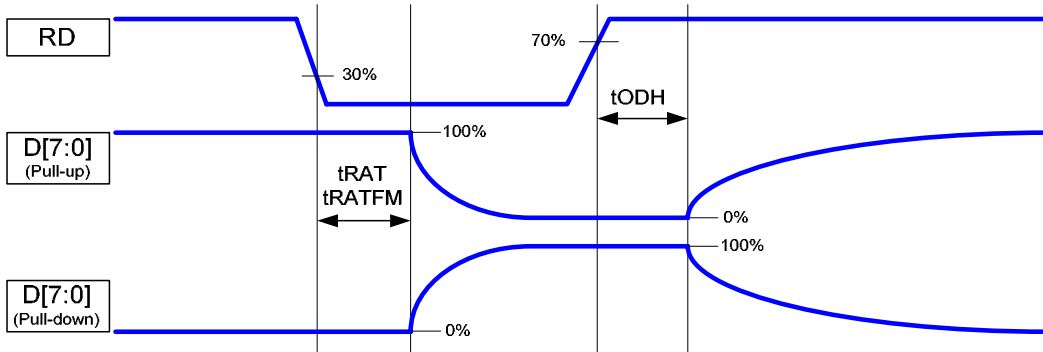 RD
30%
70%
tODH
D[7:0]
(Pull-up)
100%
tRAT
tRATFM
0%
100%
D[7:0]
(Pull-down)
0%